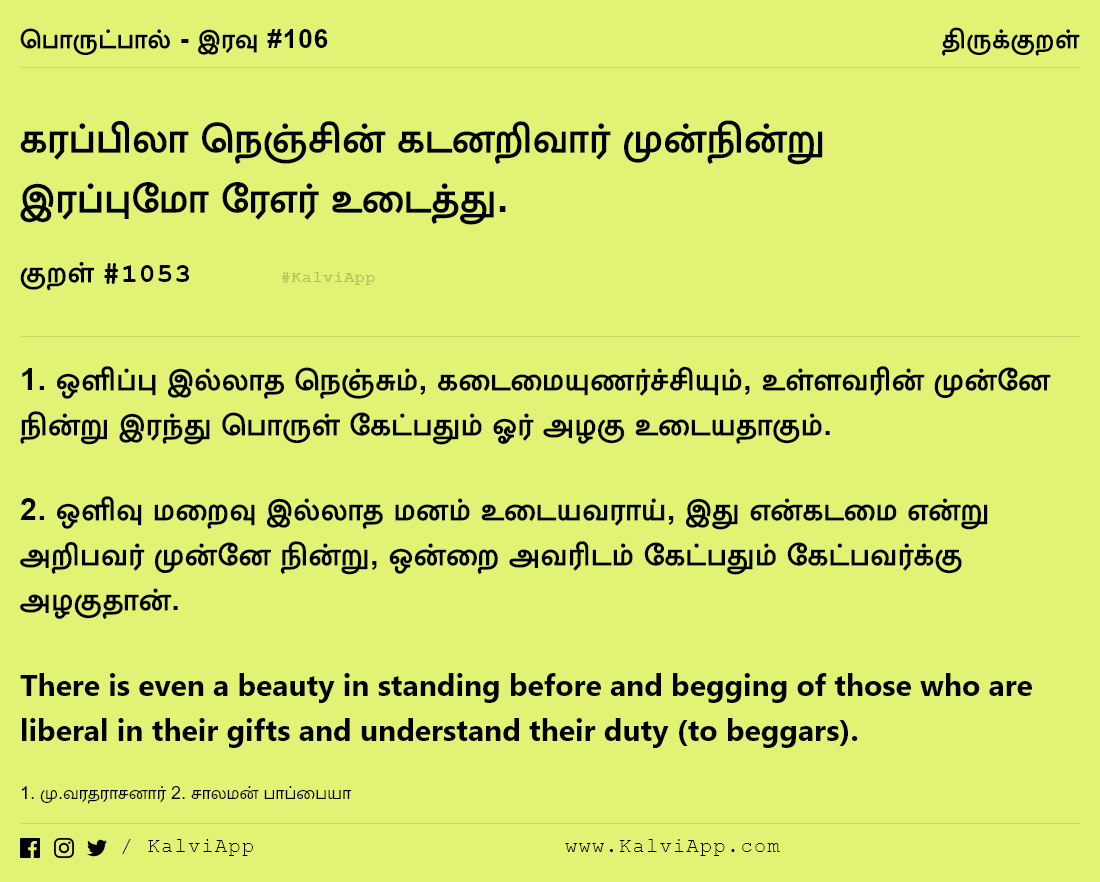 பொருட்பால் - இரவு #106
திருக்குறள்
கரப்பிலா நெஞ்சின் கடனறிவார் முன்நின்று
இரப்புமோ ரேஎர் உடைத்து.
குறள் #1053
#KalviApp
1. ஒளிப்பு இல்லாத நெஞ்சும், கடைமையுணர்ச்சியும், உள்ளவரின் முன்னே
நின்று இரந்து பொருள் கேட்பதும் ஓர் அழகு உடையதாகும்.
2. ஒளிவு மறைவு இல்லாத மனம் உடையவராய், இது என்கடமை என்று
அறிபவர் முன்னே நின்று, ஒன்றை அவரிடம் கேட்பதும் கேட்பவர்க்கு
அழகுதான்.
There is even a beauty in standing before and begging of those who are
liberal in their gifts and understand their duty (to beggars).
1. மு.வரதராசனார் 2. சாலமன் பாப்பையா
/ KalviApp
www.KalviApp.com